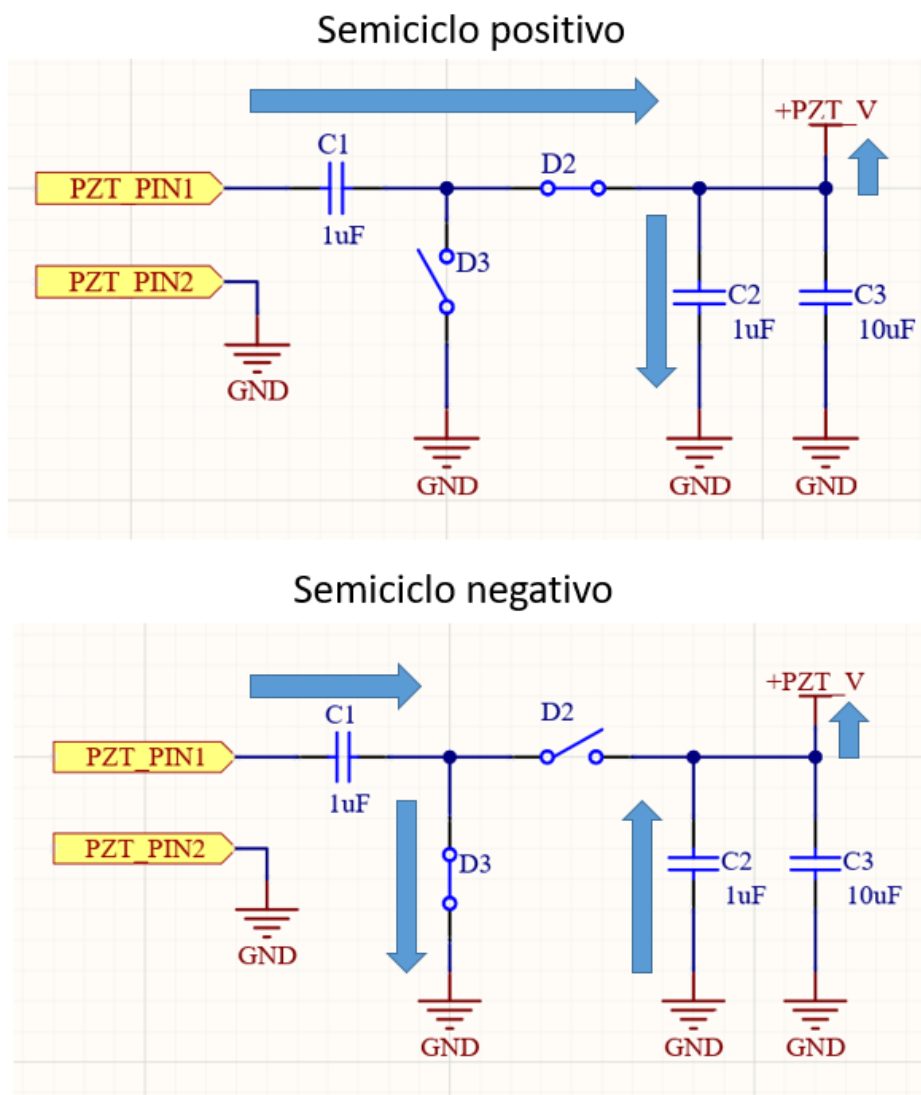 Semiciclo positivo
+PZT_V
C1
D2
PZT_PIN1
1uF
D3
PZT_PIN2
C2
C3
1uF
10uF
GND
GND
GND
GND
Semiciclo negativo
+PZT_V
C1
D2
PZT_PIN1
1uF
PZT_PIN2
D3
C2
C3
1uF
10uF
GND
GND
GND
GND